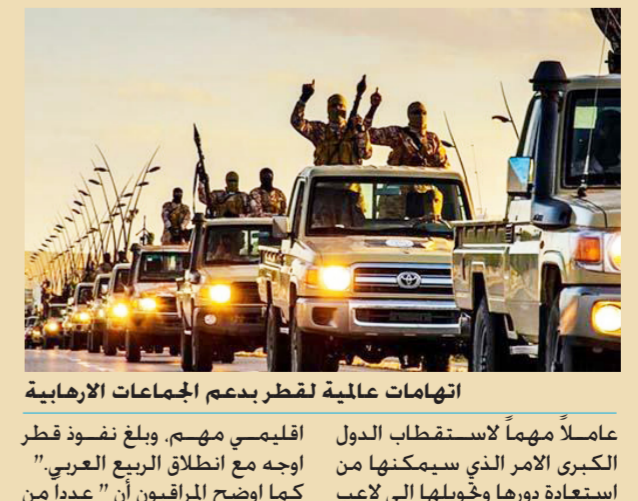 اتهامات عالمية لقطر بدعم الجماعات الارهابية
عاملاً مهماً لاستقطاب الدول
الكبرى الامر الذي سيمكنها من
استعادة دورها وتحويلها الى لاعب
اقليمي مهم، وبلغ نفوذ قطر
اوجه مع انطلاق الربيع العربي."
كما اوضح المراقبون أن " عدداً من